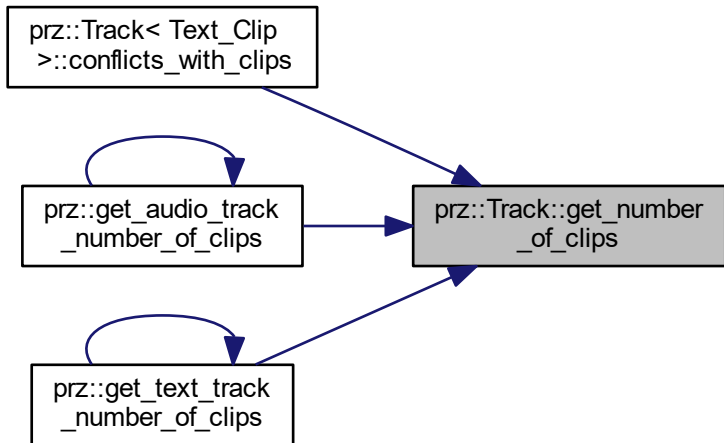 prz::Track< Text_Clip
>::conflicts_with_clips
prz::get_audio_track
_number_of_clips
prz::Track::get_number
_of_clips
prz::get_text_track
_number_of_clips